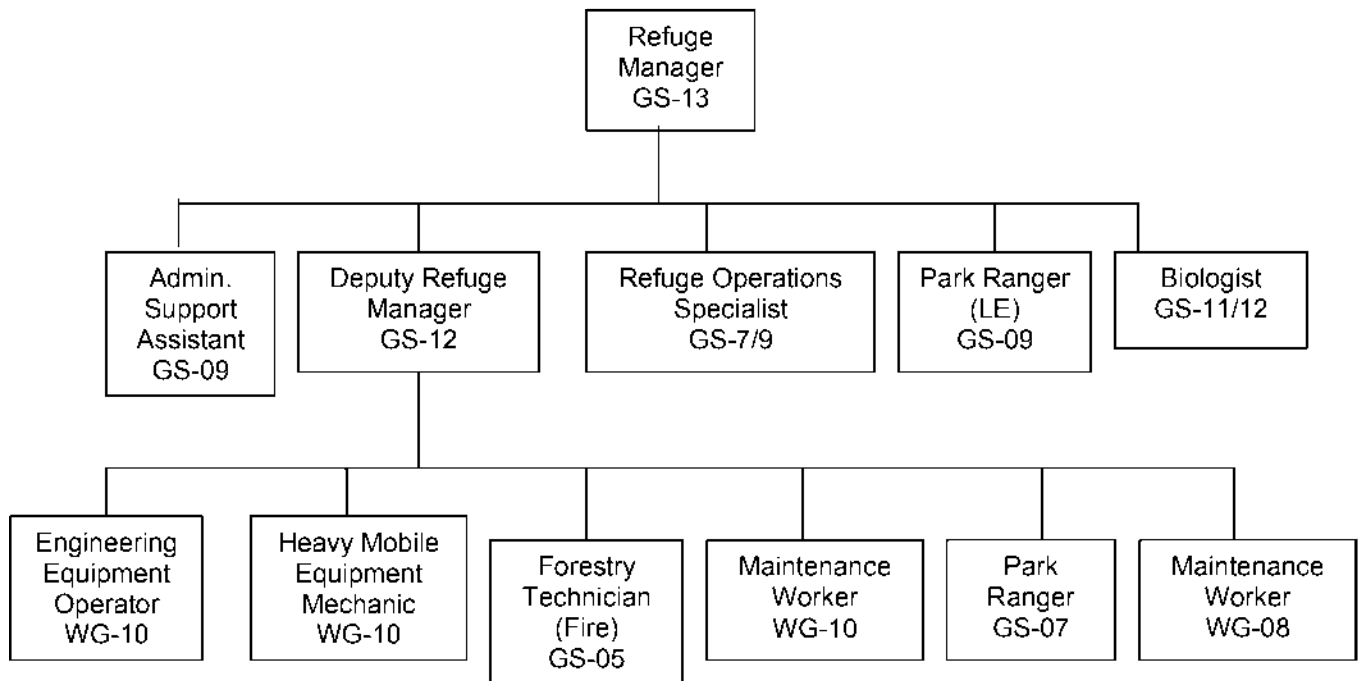 Refuge
Manager
GS-13
Admin.
Support
Assistant
GS-09
Deputy Refuge
Manager
GS-12
Refuge Operations
Specialist
GS-7/9
Park Ranger
(LE)
GS-09
Biologist
GS-11/12
Engineering
Equipment
Operator
WG-10
Heavy Mobile
Equipment
Mechanic
WG-10
Forestry
Technician
(Fire)
GS-05
Maintenance
Worker
WG-10
Park
Ranger
GS-07
Maintenance
Worker
WG-08